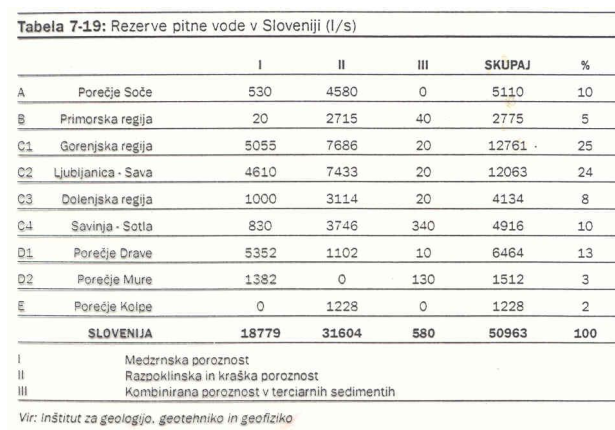 Tabela 7-19: Rezerve pitne vode v Sloveniji (l/s)
I II III SKUPAJ %
A Porečje Soče 530 4580 0 5110 10
B Primorska regija 20 2715 40 2775 5
C1 Gorenjska regija 5055 7686 20 12761 25
C2 Ljubljanica - Sava 4610 7433 20 12063 24
C3 Dolenjska regija 1000 3114 20 4134 8
C4 Savinja - Sotla 830 3746 340 4916 10
D1 Porečje Drave 5352 1102 10 6464 13
D2 Porečje Mure 1382 0 130 1512 3
E Porečje Kolpe 0 1228 0 1228 2
SLOVENIJA 18779 31604 580 50963 100
I Medzrnska poroznost
II Razpoklinska in kraška poroznost
III Kombinirana poroznost v terciarnih sedimentih
Vir: Inštitut za geologijo, geotehniko in geofiziko